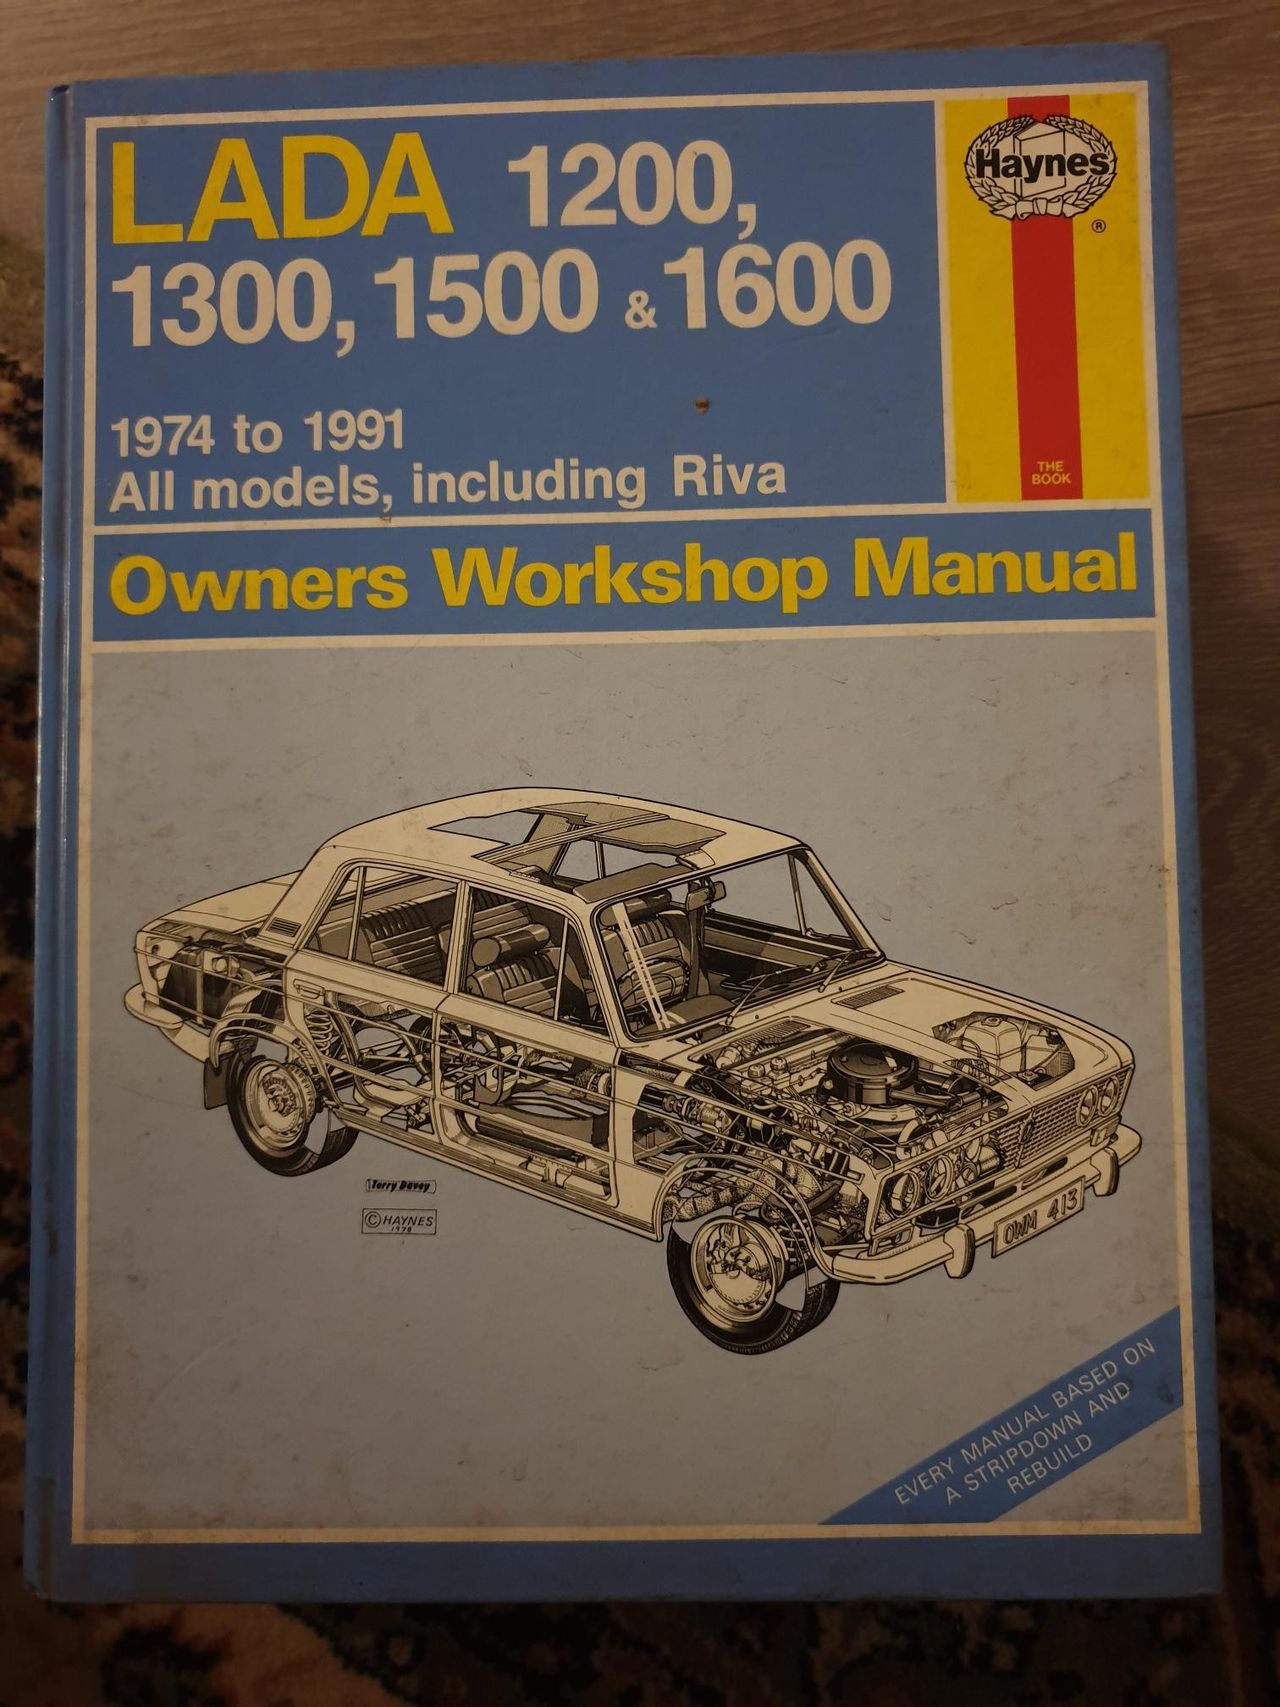 LADA 1200,
1300, 1500 & 1600
1974 to 1991
All models, including Riva
Haynes
®
THE
BOOK
Owners Workshop Manual
Terry Davey
© HAYNES
1978
OWM 413
EVERY MANUAL BASED ON
A STRIPDOWN AND
REBUILD